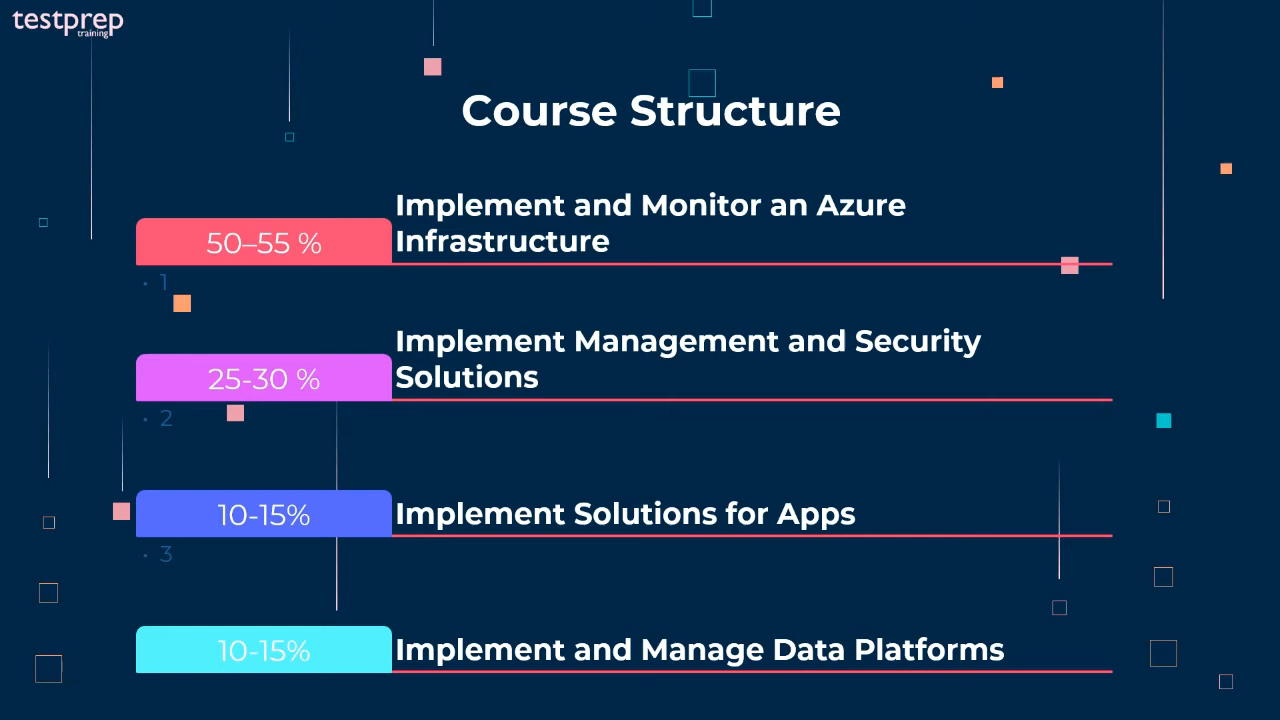 testprep
training
Course Structure
50–55 %
Implement and Monitor an Azure
Infrastructure
• 1
25-30 %
Implement Management and Security
Solutions
• 2
10-15%
Implement Solutions for Apps
• 3
10-15%
Implement and Manage Data Platforms